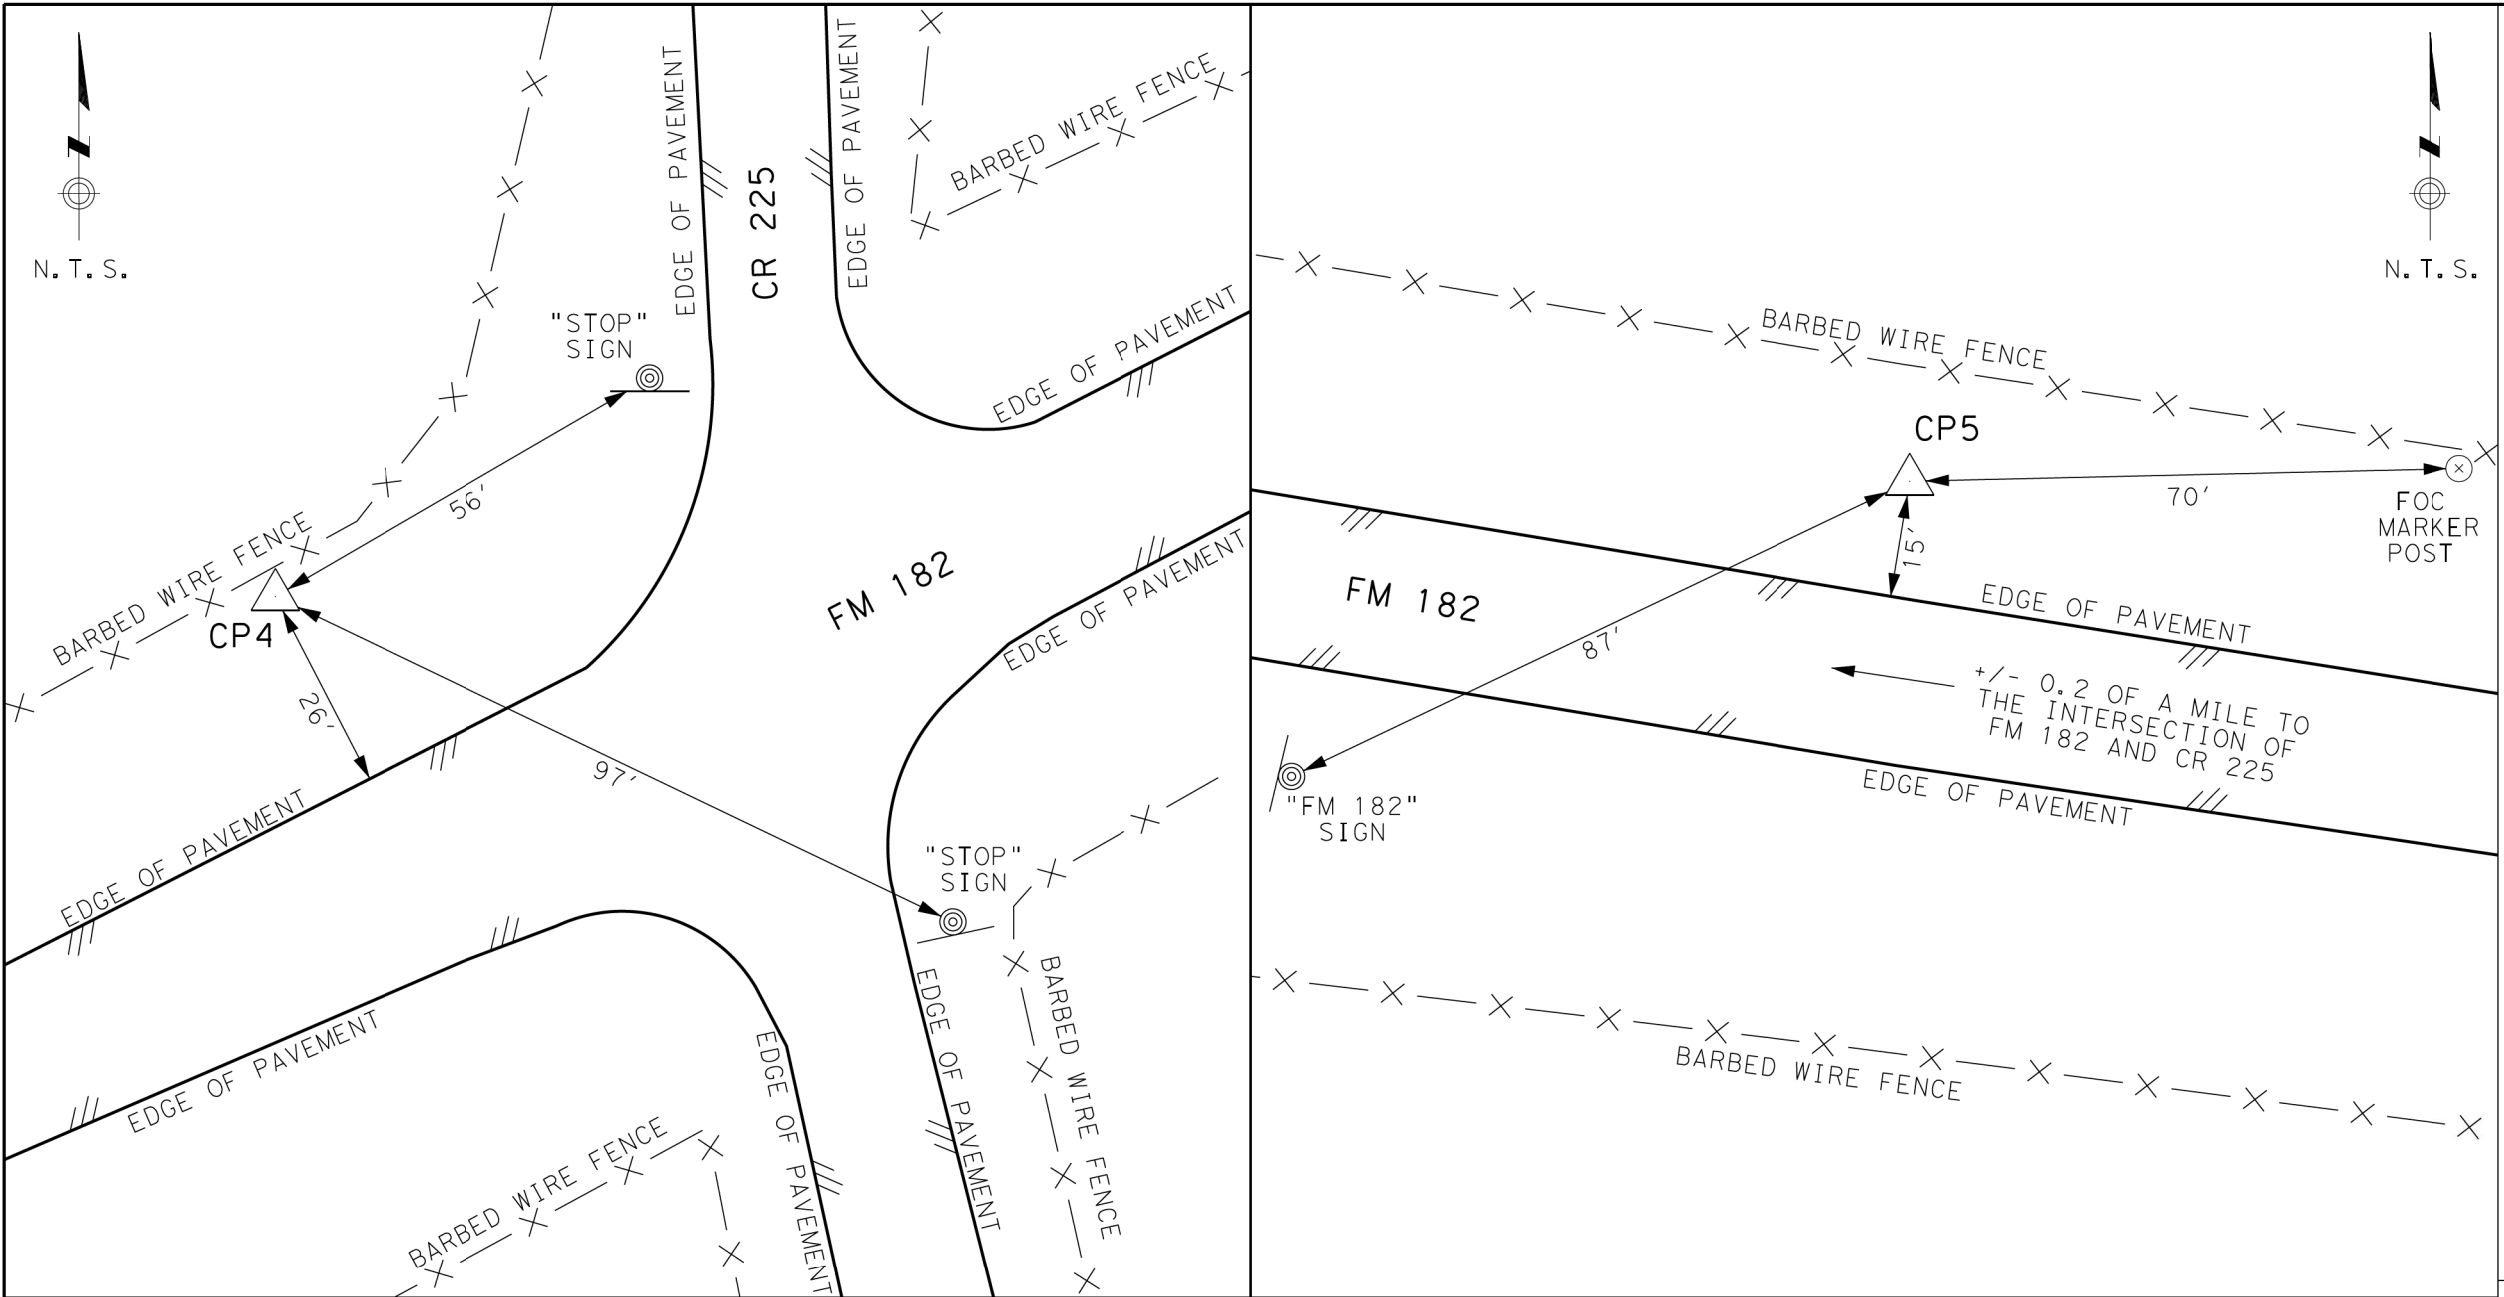 N.T.S.
EDGE OF PAVEMENT
CR 225
EDGE OF PAVEMENT
BARBED WIRE FENCE
"STOP"
SIGN
EDGE OF PAVEMENT
56'
BARBED WIRE FENCE
CP4
26'
97'
FM 182
EDGE OF PAVEMENT
EDGE OF PAVEMENT
"STOP"
SIGN
EDGE OF PAVEMENT
EDGE OF PAVEMENT
EDGE OF PAVEMENT
BARBED WIRE FENCE
BARBED WIRE FENCE
N
N
N.T.S.
BARBED WIRE FENCE
CP5
70'
FOC
MARKER
POST
15'
FM 182
87'
EDGE OF PAVEMENT
+/- 0.2 OF A MILE TO
THE INTERSECTION OF
FM 182 AND CR 225
EDGE OF PAVEMENT
"FM 182"
SIGN
BARBED WIRE FENCE